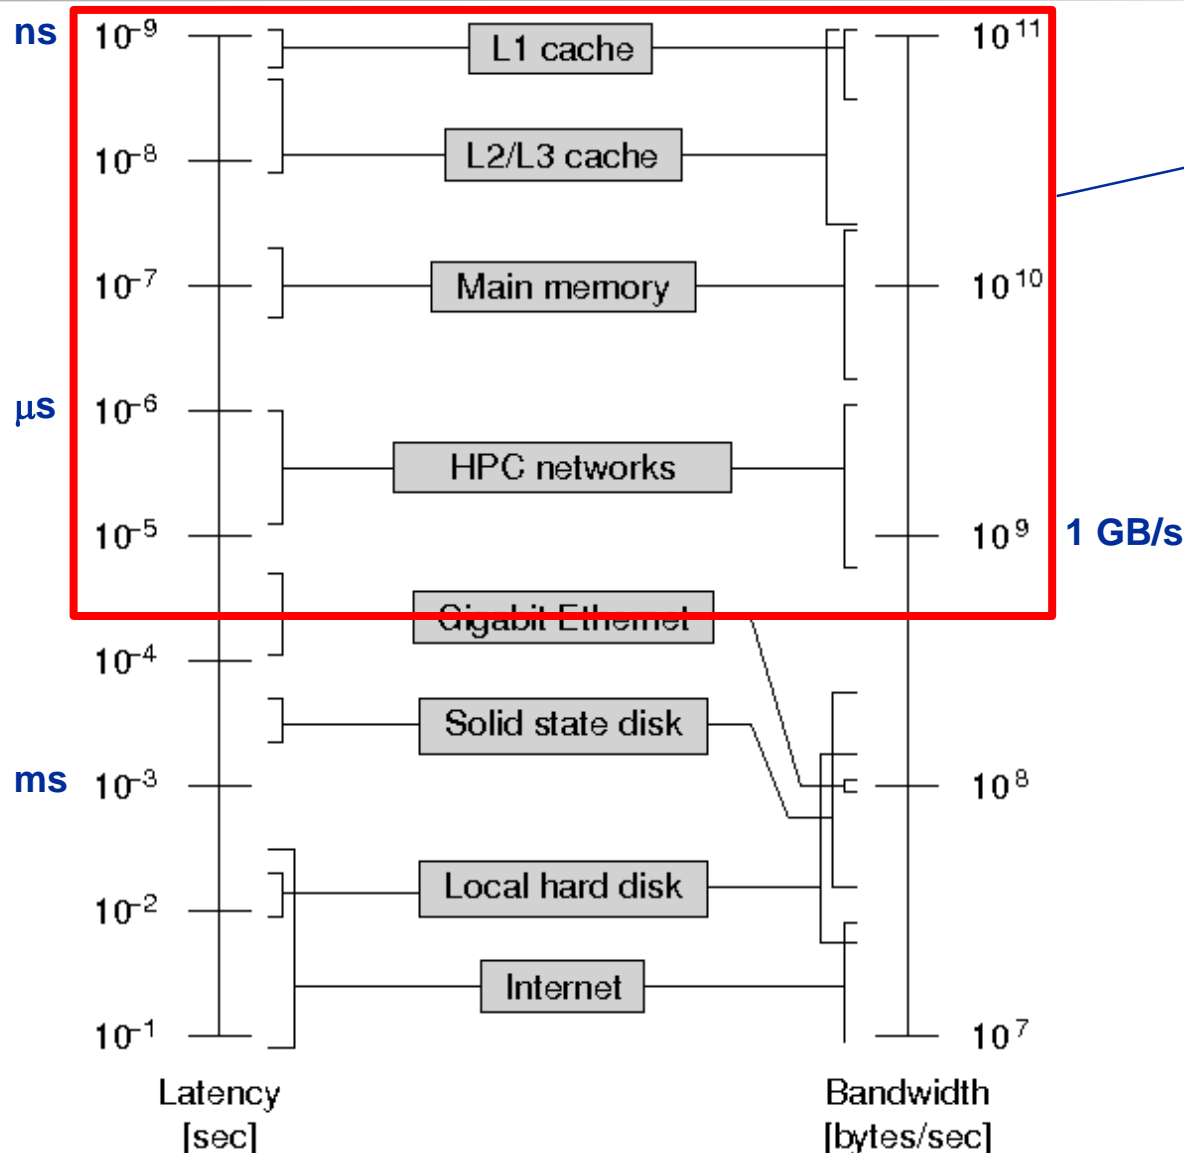 ns 10⁻⁹ L1 cache 10¹¹
10⁻⁸ L2/L3 cache
10⁻⁷ Main memory 10¹⁰
μs 10⁻⁶
HPC networks
10⁻⁵ 10⁹ 1 GB/s
Gigabit Ethernet
10⁻⁴
Solid state disk
ms 10⁻³ 10⁸
Local hard disk
10⁻²
Internet
10⁻¹ 10⁷
Latency Bandwidth
[sec] [bytes/sec]